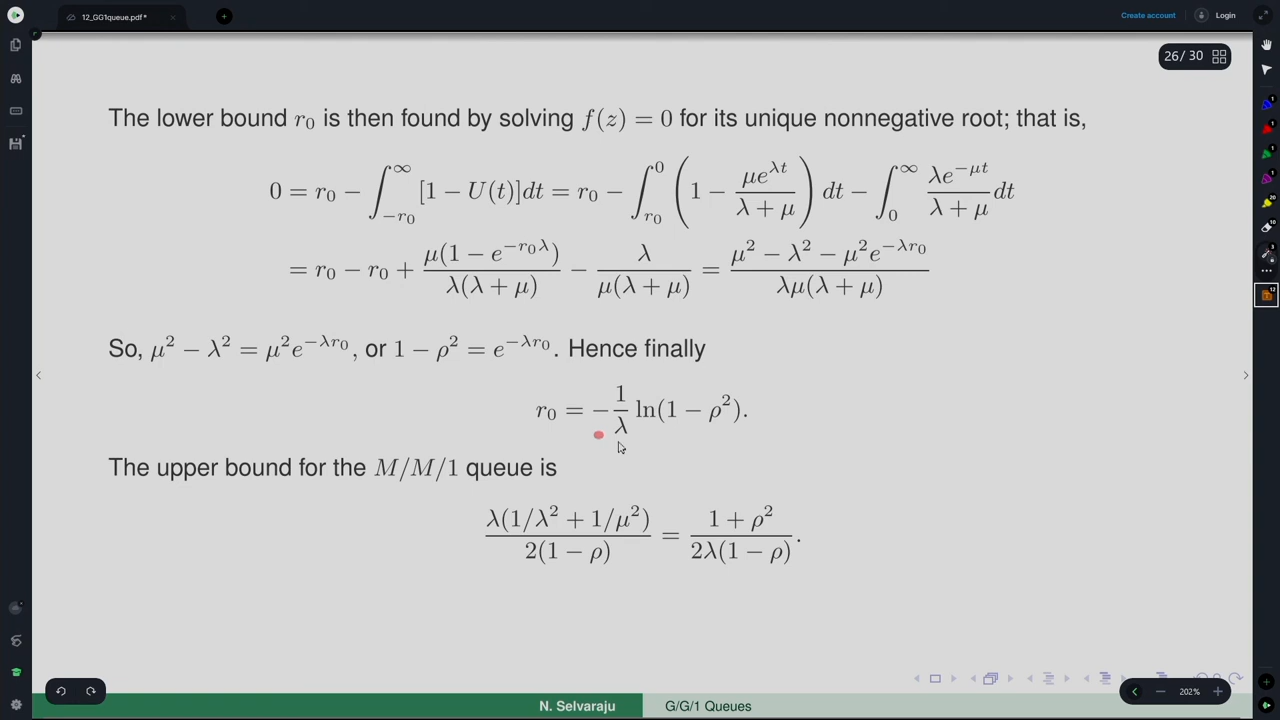 12_GG1queue.pdf*
Create account
Login
26 / 30
The lower bound r₀ is then found by solving f(z) = 0 for its unique nonnegative root; that is,
0 = r₀ − ∫_{−r₀}^{∞} [1 − U(t)]dt = r₀ − ∫_{r₀}^{0} (1 − μe^{λt}/(λ + μ)) dt − ∫_{0}^{∞} λe^{−μt}/(λ + μ) dt
= r₀ − r₀ + μ(1 − e^{−r₀λ})/(λ(λ + μ)) − λ/(μ(λ + μ)) = (μ² − λ² − μ²e^{−λr₀})/(λμ(λ + μ))
So, μ² − λ² = μ²e^{−λr₀}, or 1 − ρ² = e^{−λr₀}. Hence finally
r₀ = −(1/λ) ln(1 − ρ²).
The upper bound for the M/M/1 queue is
λ(1/λ² + 1/μ²)/(2(1 − ρ)) = (1 + ρ²)/(2λ(1 − ρ)).
N. Selvaraju
G/G/1 Queues
202%